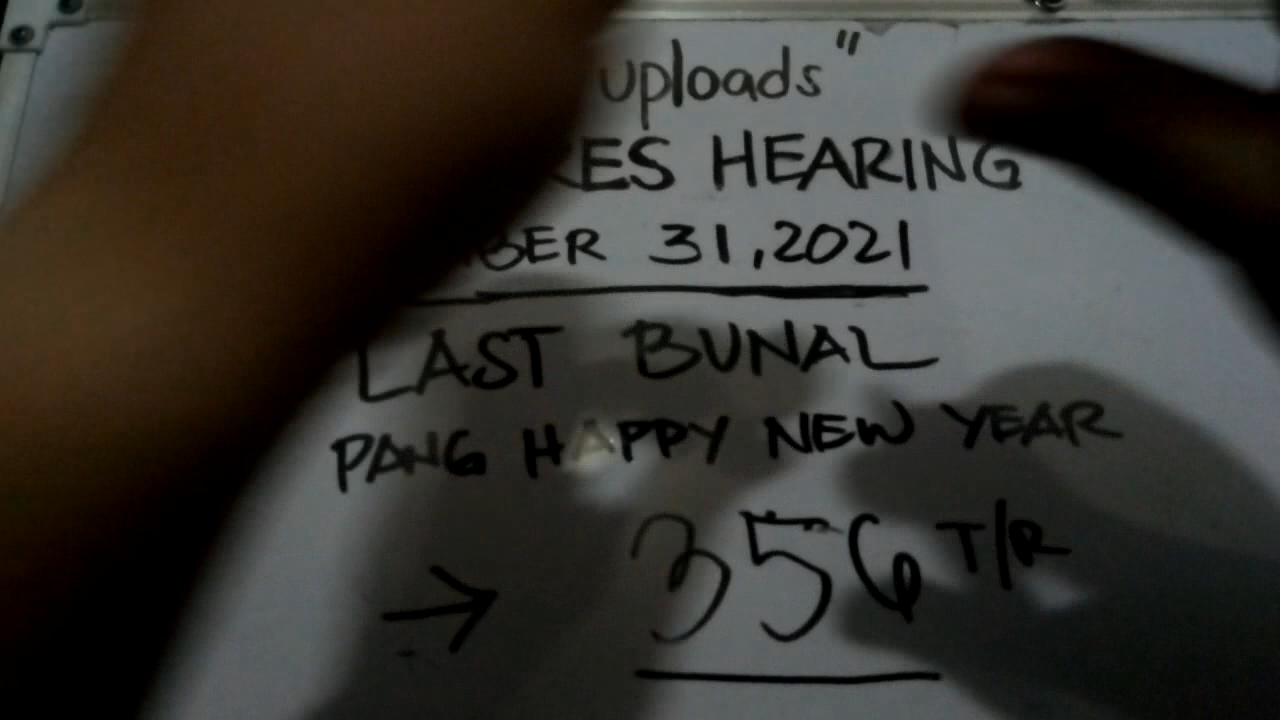 uploads"
HEARING
31,2021
LAST BUNAL
PANG HAPPY NEW YEAR
→ 356 T/R